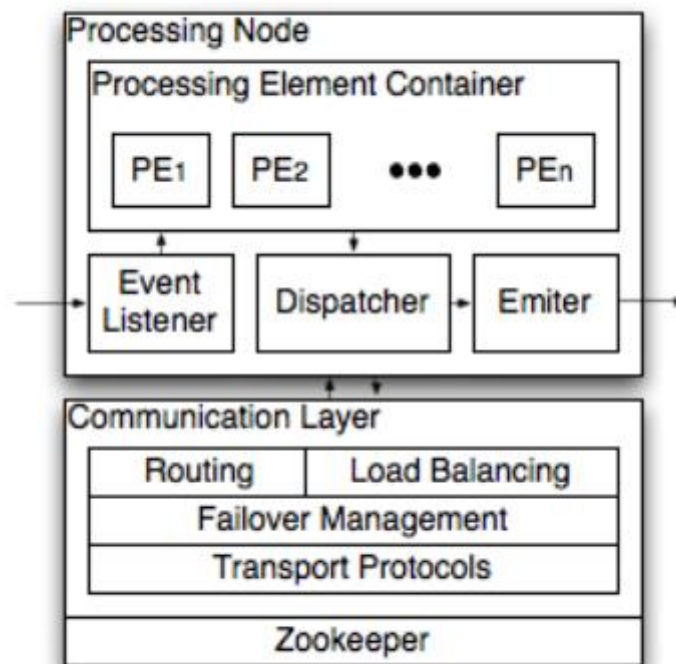 Processing Node
Processing Element Container
PE1
PE2
•••
PEn
Event
Listener
Dispatcher
Emiter
Communication Layer
Routing
Load Balancing
Failover Management
Transport Protocols
Zookeeper